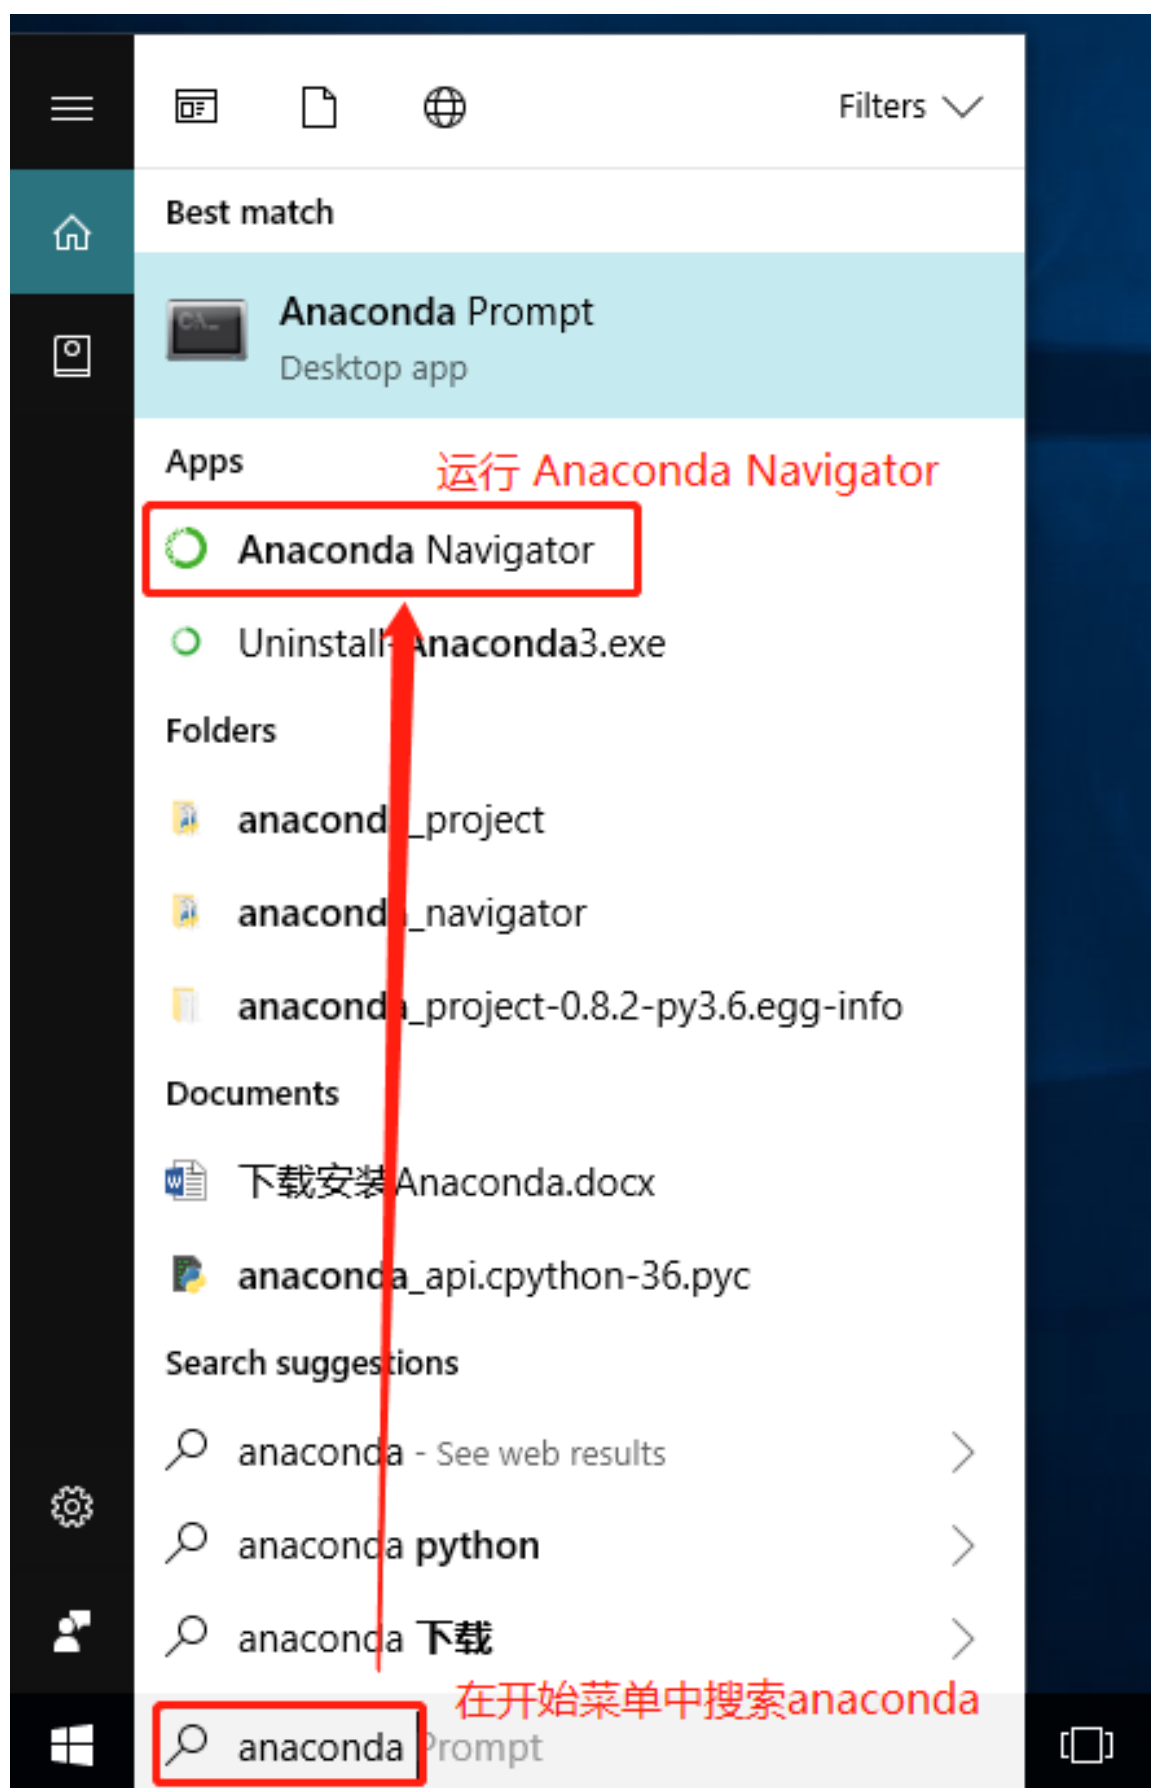 Filters
Best match
Anaconda Prompt
Desktop app
Apps
运行 Anaconda Navigator
Anaconda Navigator
Uninstall-Anaconda3.exe
Folders
anaconda_project
anaconda_navigator
anaconda_project-0.8.2-py3.6.egg-info
Documents
下载安装Anaconda.docx
anaconda_api.cpython-36.pyc
Search suggestions
anaconda - See web results
anaconda python
anaconda 下载
在开始菜单中搜索anaconda
anaconda Prompt